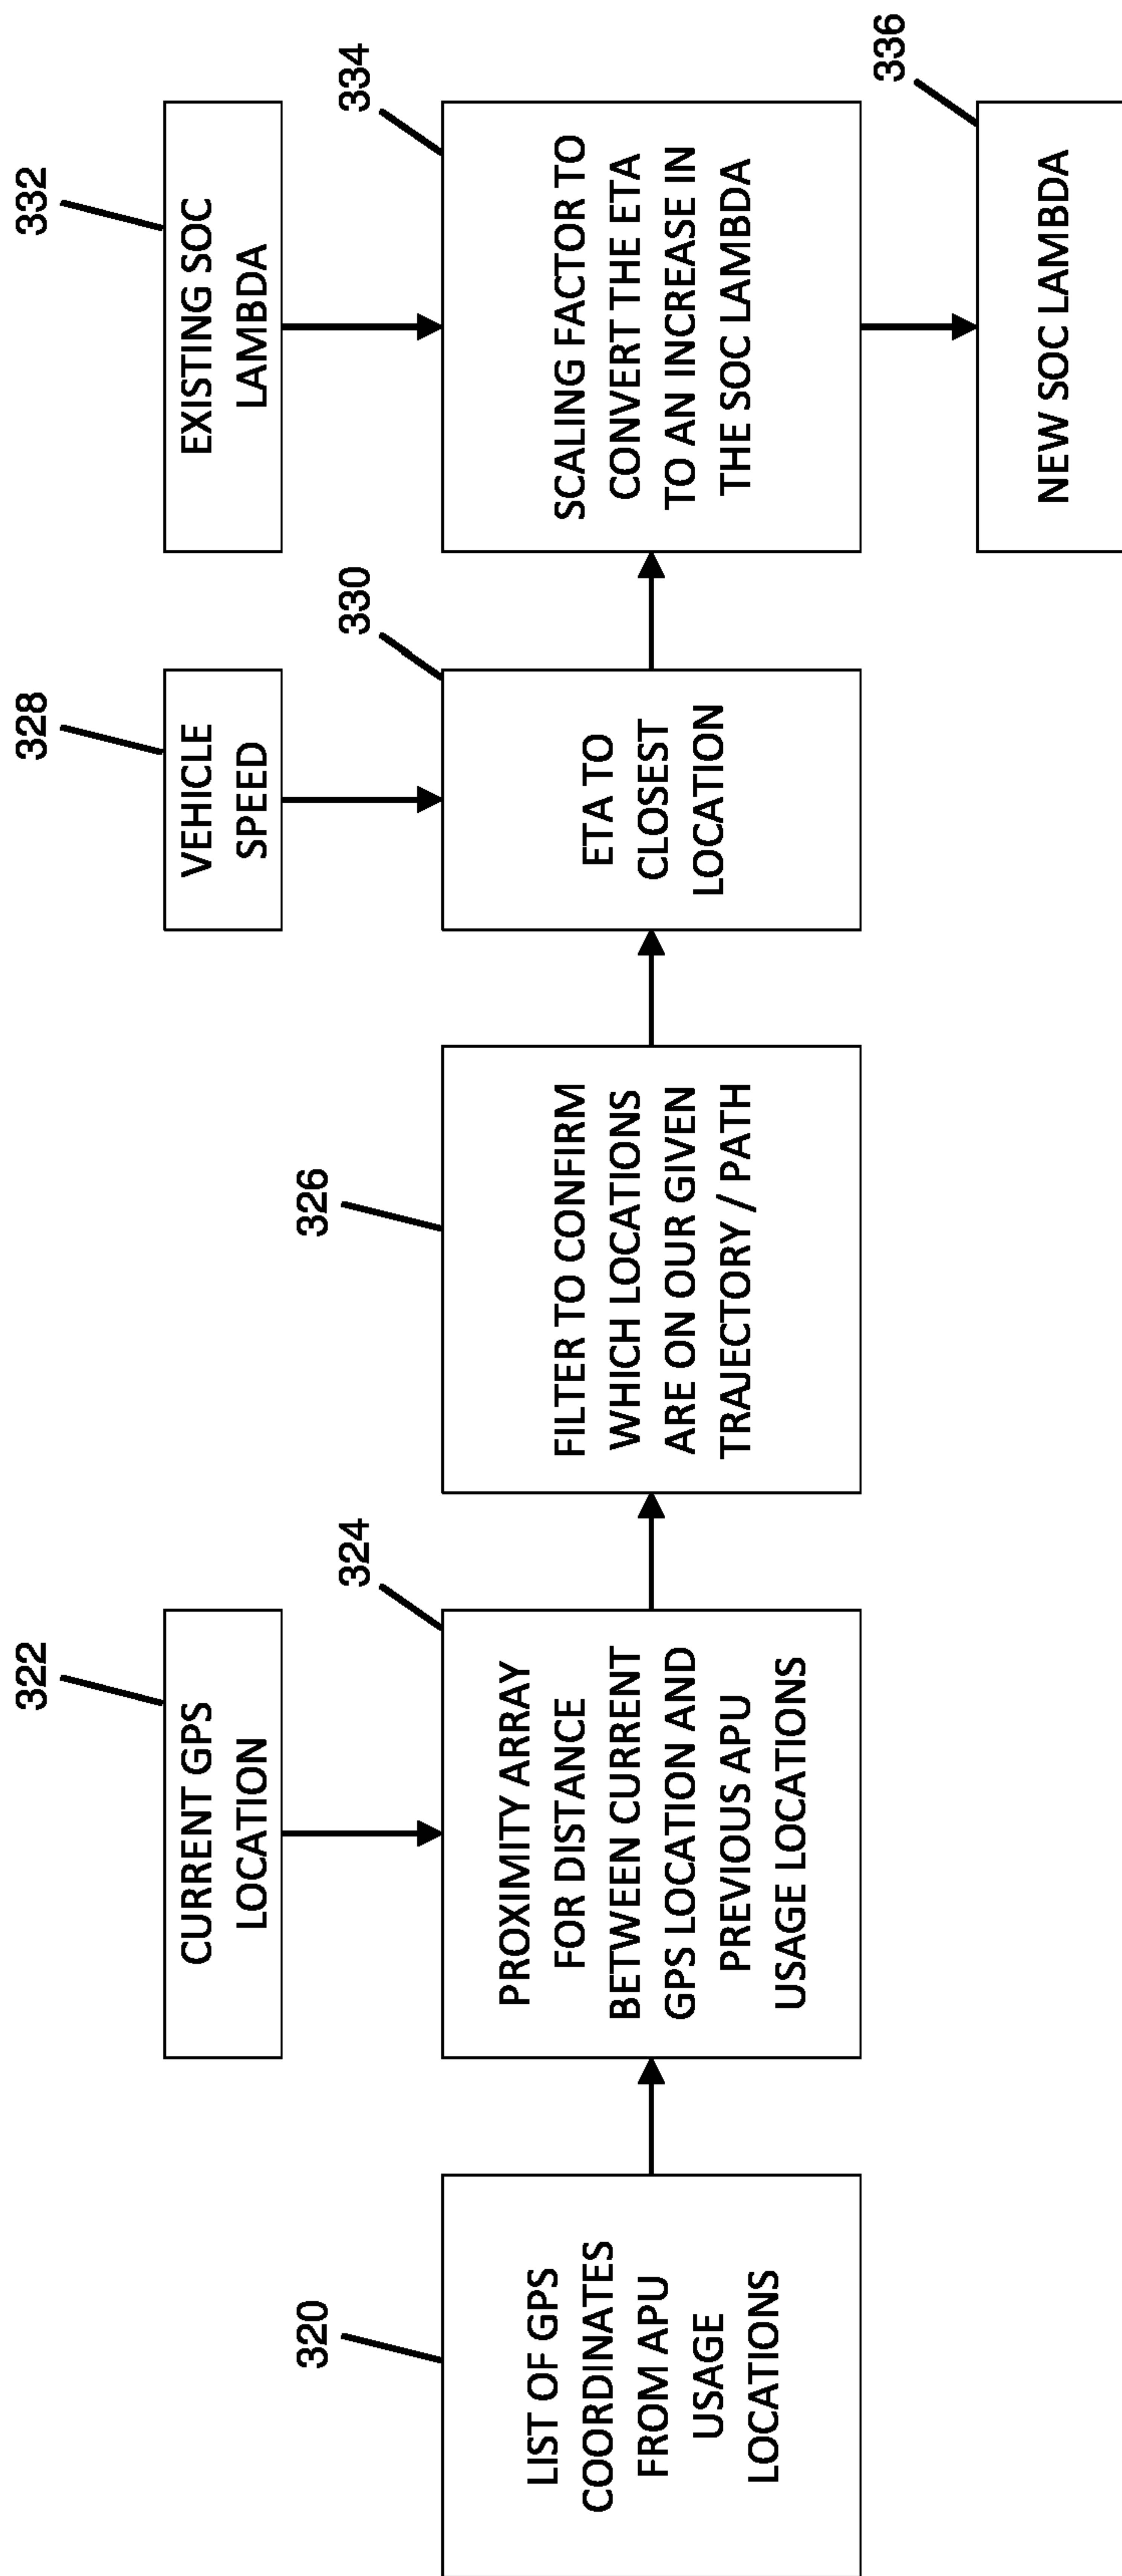 320
LIST OF GPS
COORDINATES
FROM APU
USAGE
LOCATIONS
322
CURRENT GPS
LOCATION
324
PROXIMITY ARRAY
FOR DISTANCE
BETWEEN CURRENT
GPS LOCATION AND
PREVIOUS APU
USAGE LOCATIONS
326
FILTER TO CONFIRM
WHICH LOCATIONS
ARE ON OUR GIVEN
TRAJECTORY / PATH
328
VEHICLE
SPEED
330
ETA TO
CLOSEST
LOCATION
332
EXISTING SOC
LAMBDA
334
SCALING FACTOR TO
CONVERT THE ETA
TO AN INCREASE IN
THE SOC LAMBDA
336
NEW SOC LAMBDA